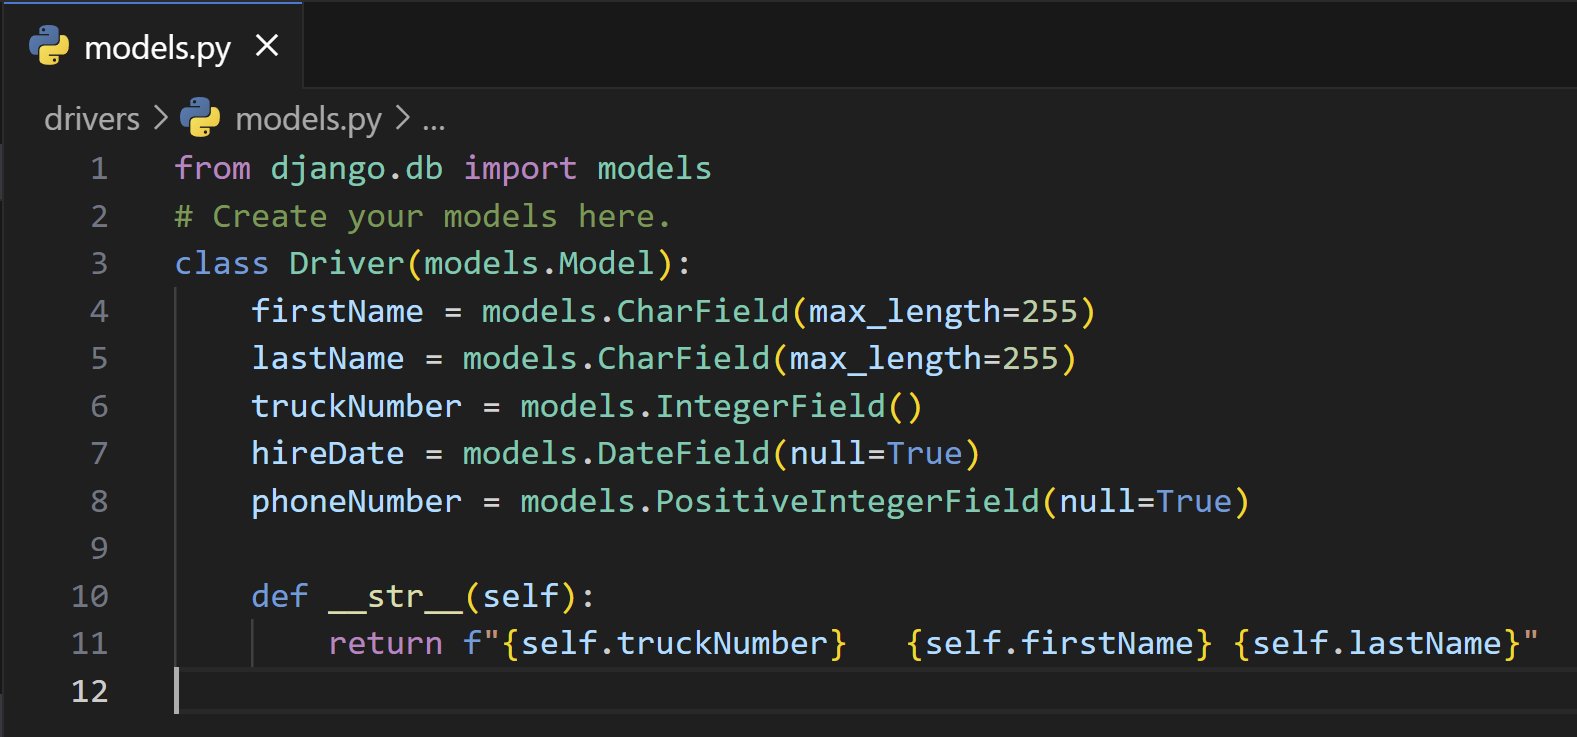 models.py ×
drivers > models.py > ...
1 from django.db import models
2 # Create your models here.
3 class Driver(models.Model):
4     firstName = models.CharField(max_length=255)
5     lastName = models.CharField(max_length=255)
6     truckNumber = models.IntegerField()
7     hireDate = models.DateField(null=True)
8     phoneNumber = models.PositiveIntegerField(null=True)
9
10     def __str__(self):
11         return f"{self.truckNumber}   {self.firstName} {self.lastName}"
12